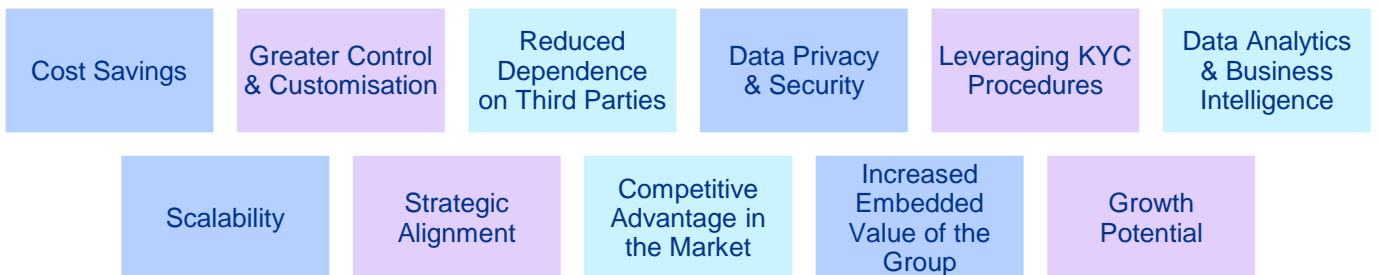 Cost Savings
Greater Control
& Customisation
Reduced
Dependence
on Third Parties
Data Privacy
& Security
Leveraging KYC
Procedures
Data Analytics
& Business
Intelligence
Scalability
Strategic
Alignment
Competitive
Advantage in
the Market
Increased
Embedded
Value of the
Group
Growth
Potential